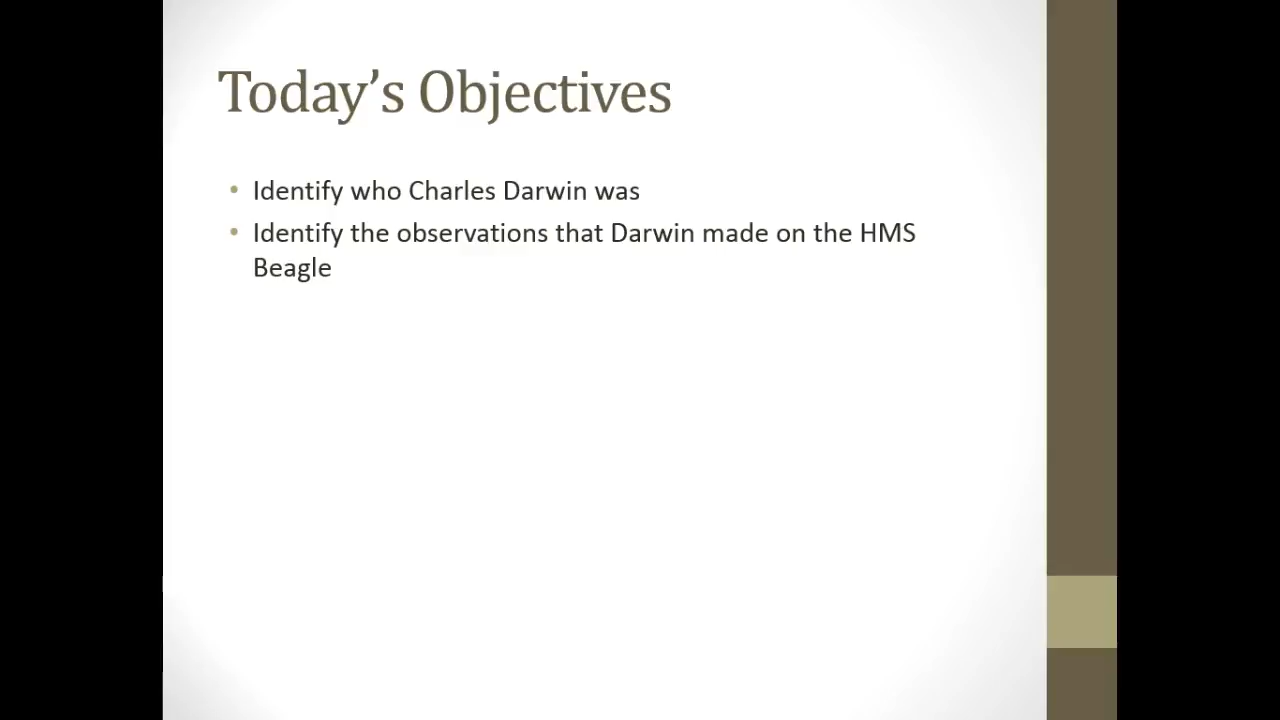 Today’s Objectives
• Identify who Charles Darwin was
• Identify the observations that Darwin made on the HMS
Beagle